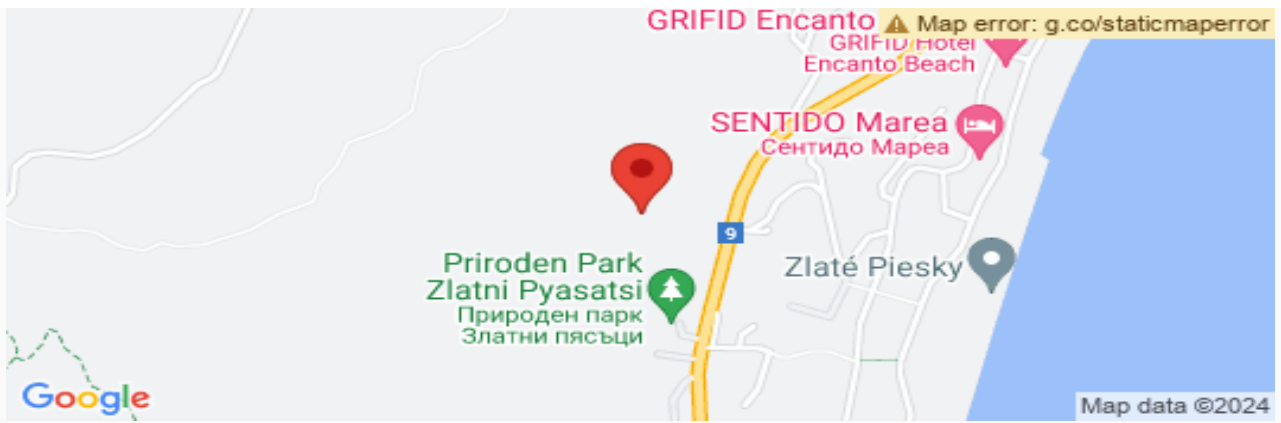 GRIFID Encanto
Map error: g.co/staticmaperror
GRIFID Hotel
Encanto Beach
SENTIDO Marea
Сентидо Мареа
9
Priroden Park
Zlatni Pyasatsi
Природен парк
Златни пясъци
Zlaté Piesky
Google
Map data ©2024